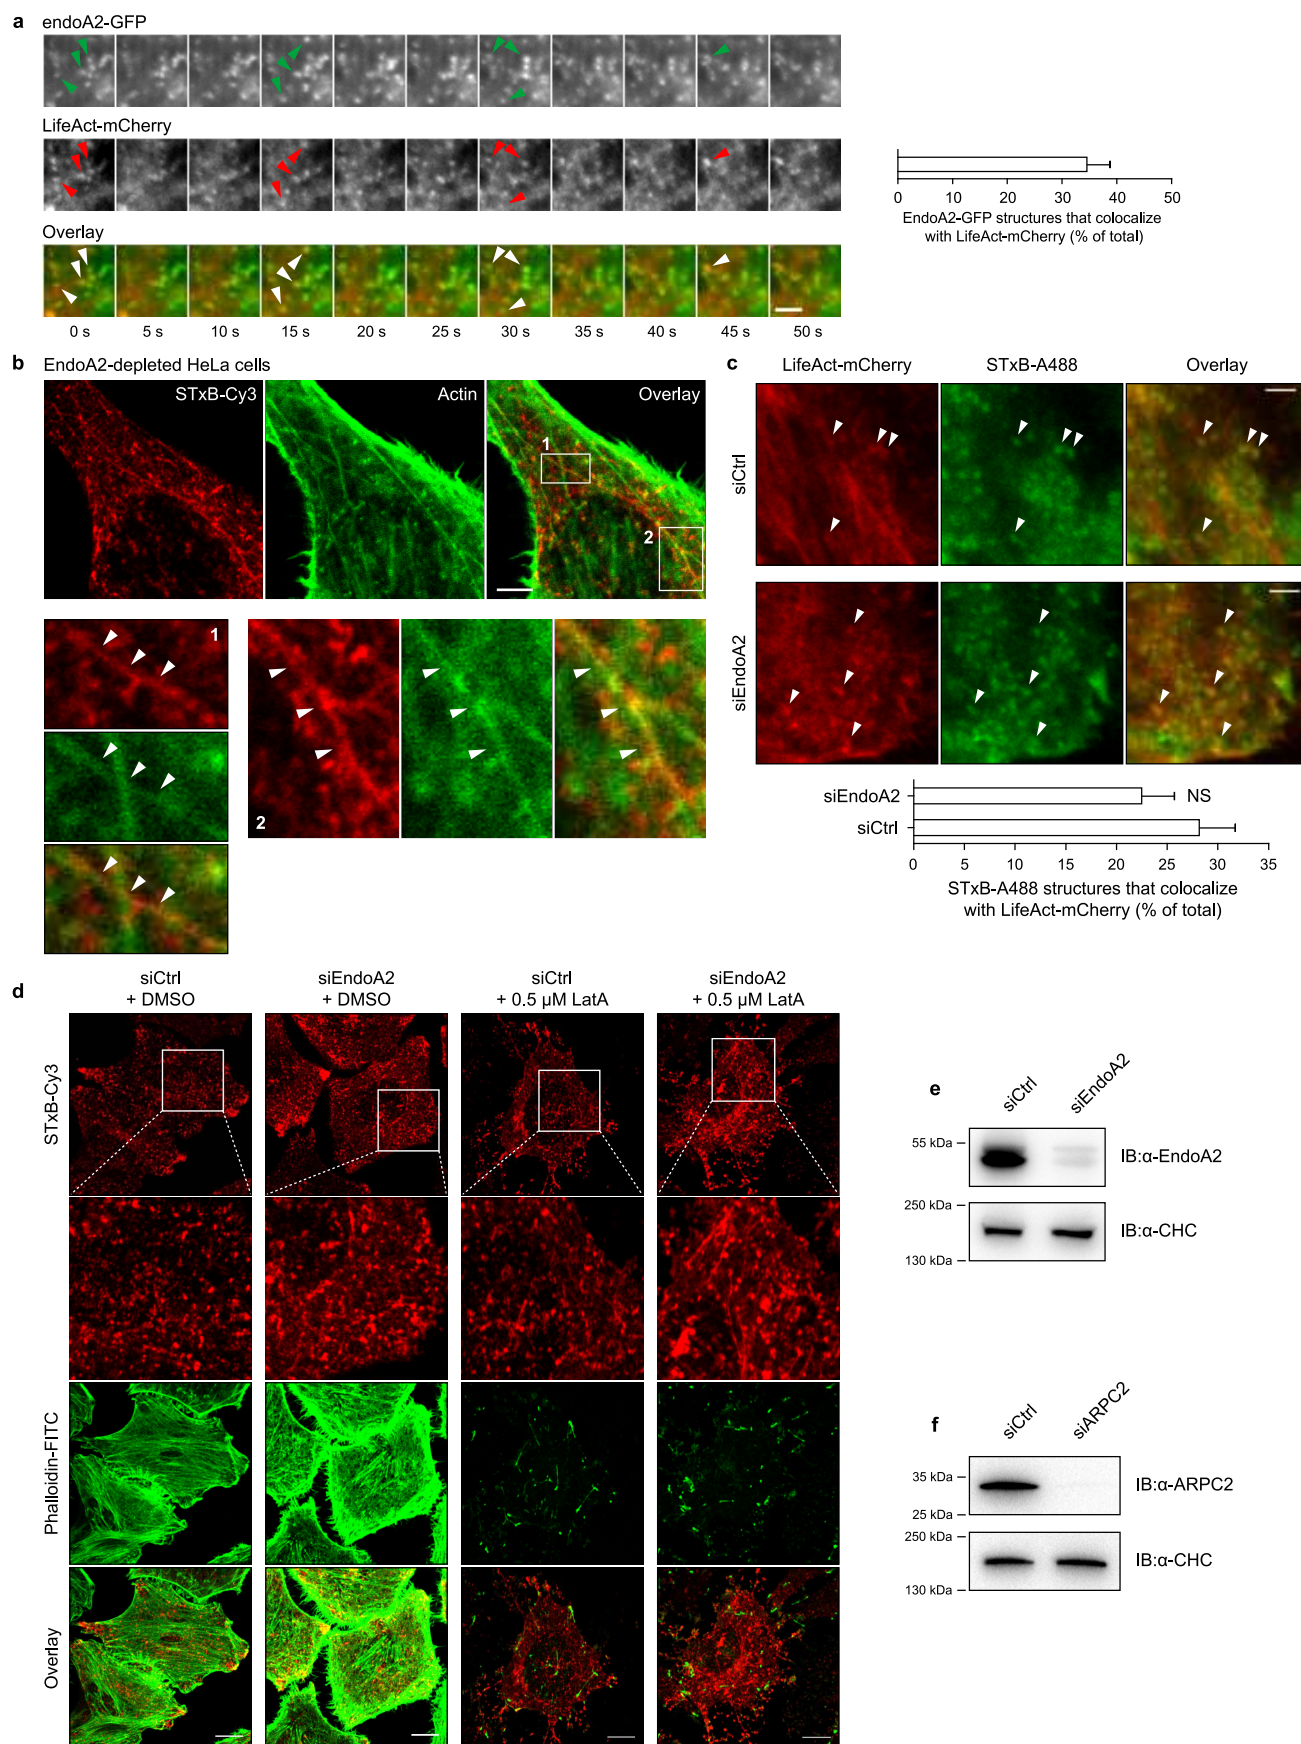 a
endoA2-GFP
LifeAct-mCherry
Overlay
0 s 5 s 10 s 15 s 20 s 25 s 30 s 35 s 40 s 45 s 50 s
0 10 20 30 40 50
EndoA2-GFP structures that colocalize
with LifeAct-mCherry (% of total)
b
EndoA2-depleted HeLa cells
STxB-Cy3 Actin Overlay
1
2
1
2
c
LifeAct-mCherry STxB-A488 Overlay
siCtrl
siEndoA2
siEndoA2 NS
siCtrl
0 5 10 15 20 25 30 35
STxB-A488 structures that colocalize
with LifeAct-mCherry (% of total)
d
siCtrl siEndoA2 siCtrl siEndoA2
+ DMSO + DMSO + 0.5 µM LatA + 0.5 µM LatA
STxB-Cy3
Phalloidin-FITC
Overlay
e
siCtrl siEndoA2
55 kDa
IB:α-EndoA2
250 kDa
IB:α-CHC
130 kDa
f
siCtrl siARPC2
35 kDa
IB:α-ARPC2
25 kDa
250 kDa
IB:α-CHC
130 kDa